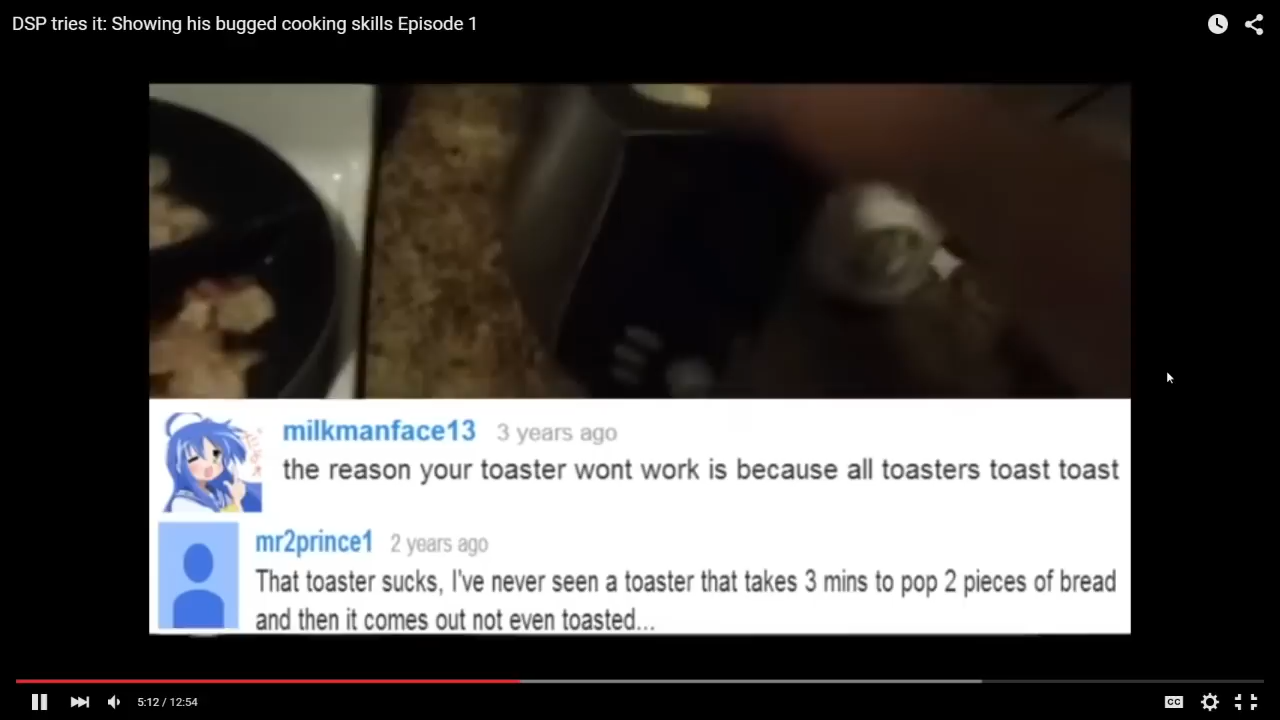 DSP tries it: Showing his bugged cooking skills Episode 1
milkmanface13 3 years ago
the reason your toaster wont work is because all toasters toast toast
mr2prince1 2 years ago
That toaster sucks, I've never seen a toaster that takes 3 mins to pop 2 pieces of bread
and then it comes out not even toasted...
5:12 / 12:54
CC